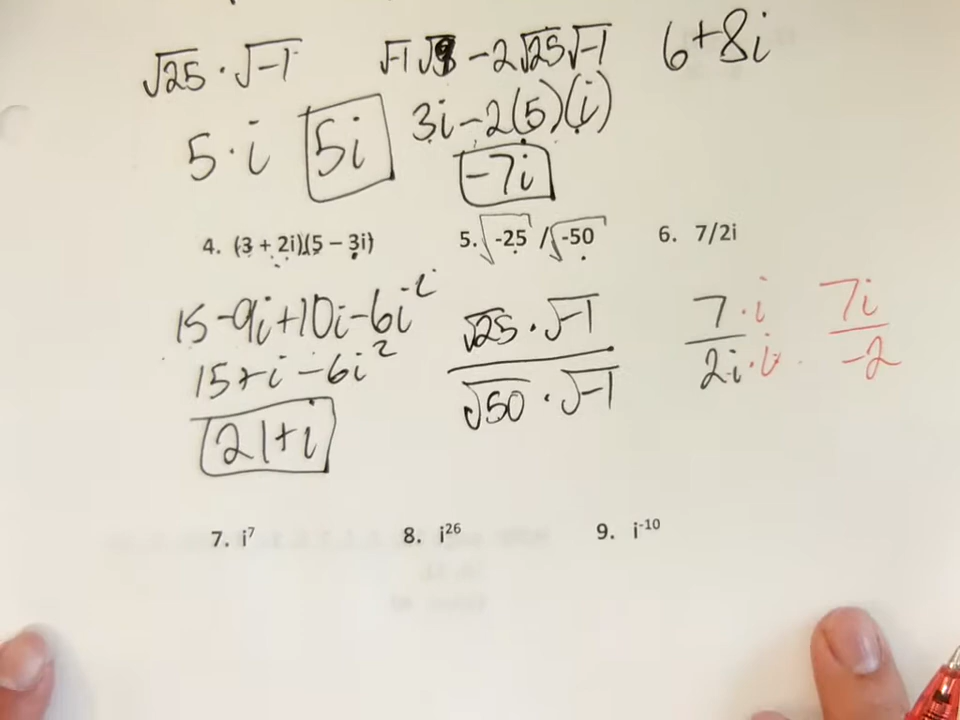 √25 · √-1
√-1 √9 - 2√25 √-1
6+8i
5 · i
5i
3i - 2(5)(i)
-7i
4. (3 + 2i)(5 – 3i)
5. √-25 / √-50
6. 7/2i
15 - 9i + 10i - 6i²
15 + i - 6i²
21 + i
√25 · √-1
√50 · √-1
7 · i
2i · i
7i
-2
7. i⁷
8. i²⁶
9. i⁻¹⁰